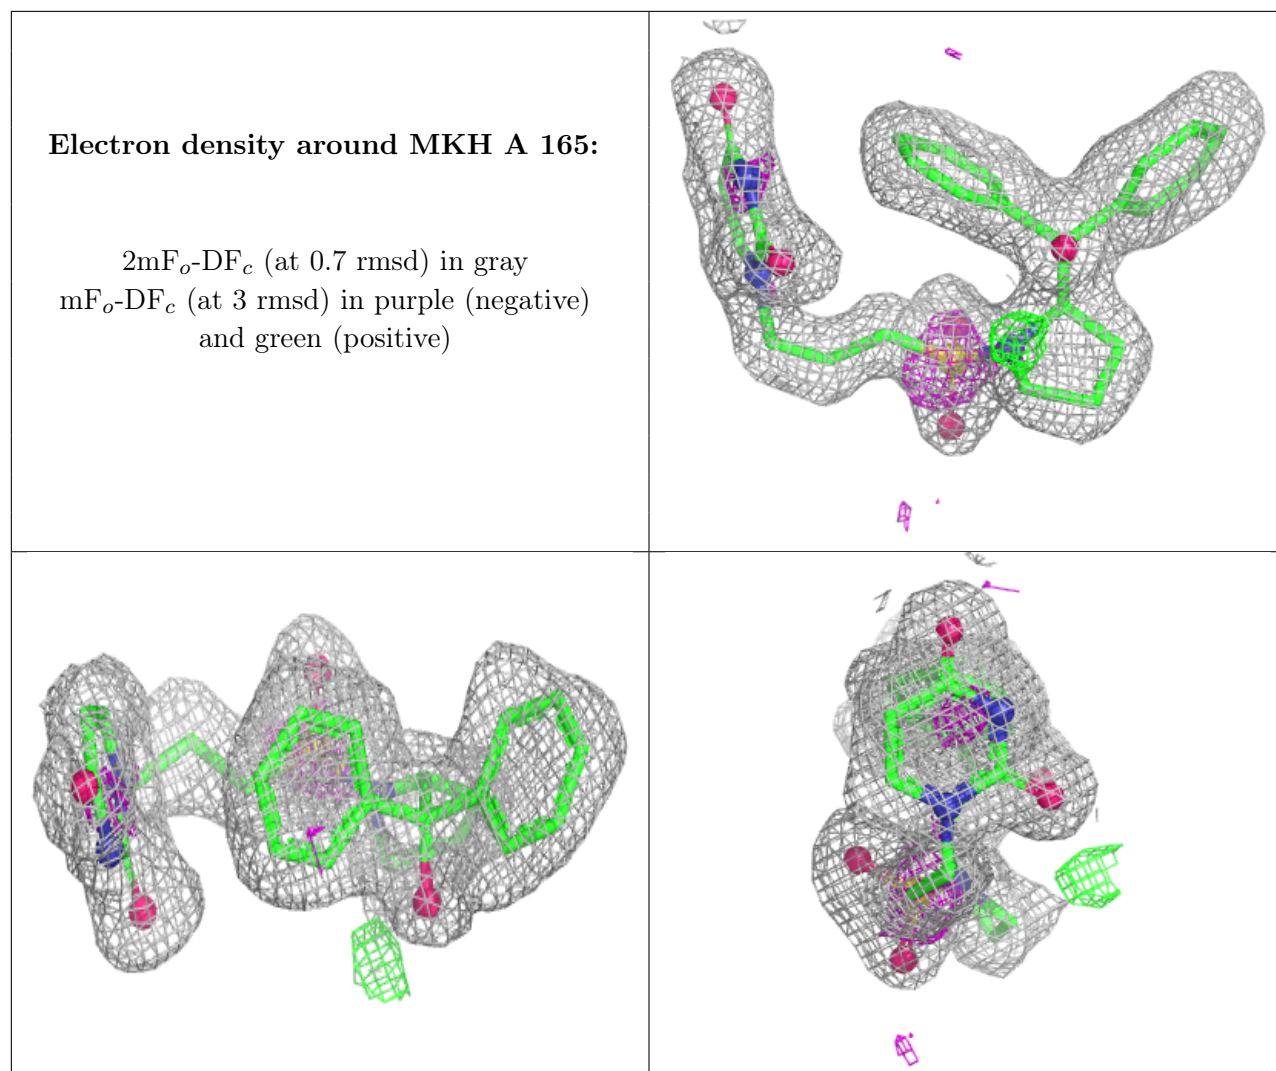 Electron density around MKH A 165:
2mFₒ-DF𝒸 (at 0.7 rmsd) in gray
mFₒ-DF𝒸 (at 3 rmsd) in purple (negative)
and green (positive)